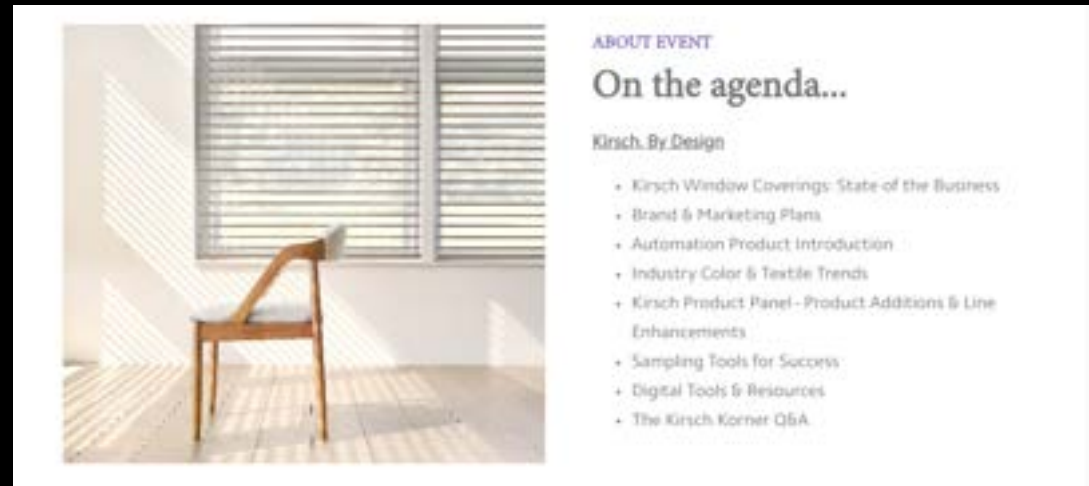 ABOUT EVENT
On the agenda...
Kirsch. By Design
• Kirsch Window Coverings: State of the Business
• Brand & Marketing Plans
• Automation Product Introduction
• Industry Color & Textile Trends
• Kirsch Product Panel - Product Additions & Line
Enhancements
• Sampling Tools for Success
• Digital Tools & Resources
• The Kirsch Korner Q&A